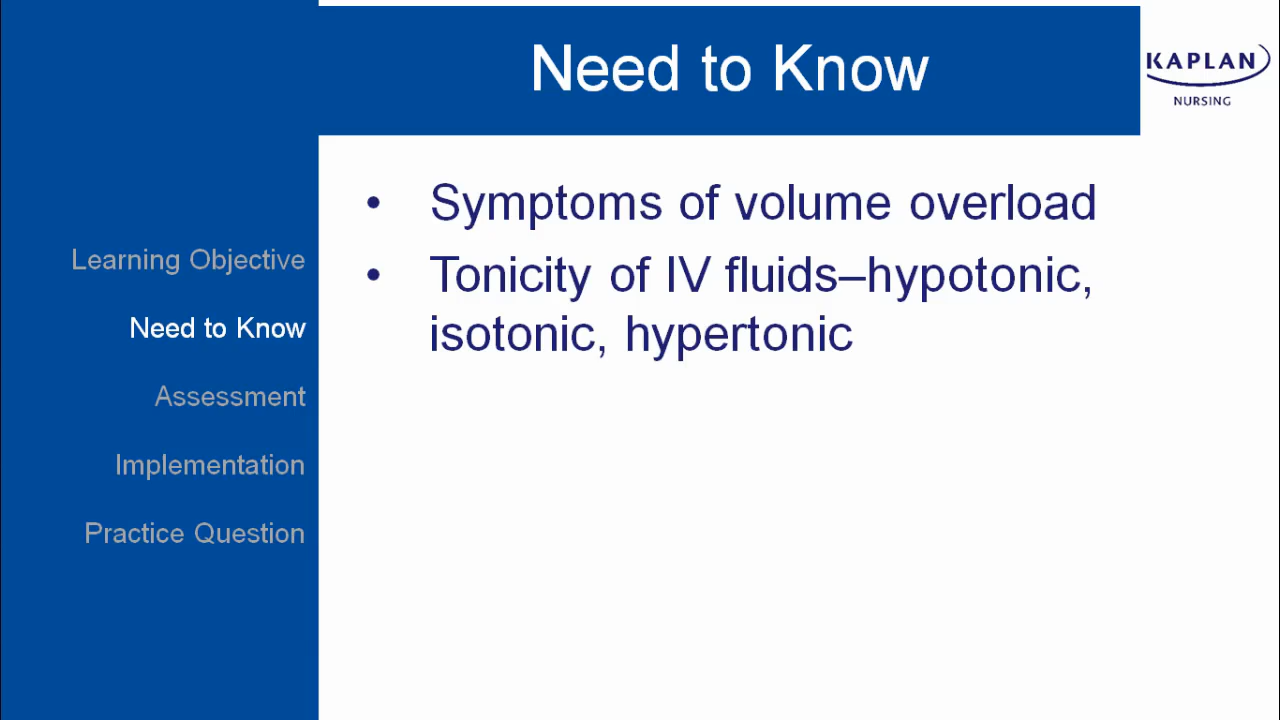 Need to Know
KAPLAN
NURSING
• Symptoms of volume overload
• Tonicity of IV fluids–hypotonic,
isotonic, hypertonic
Learning Objective
Need to Know
Assessment
Implementation
Practice Question